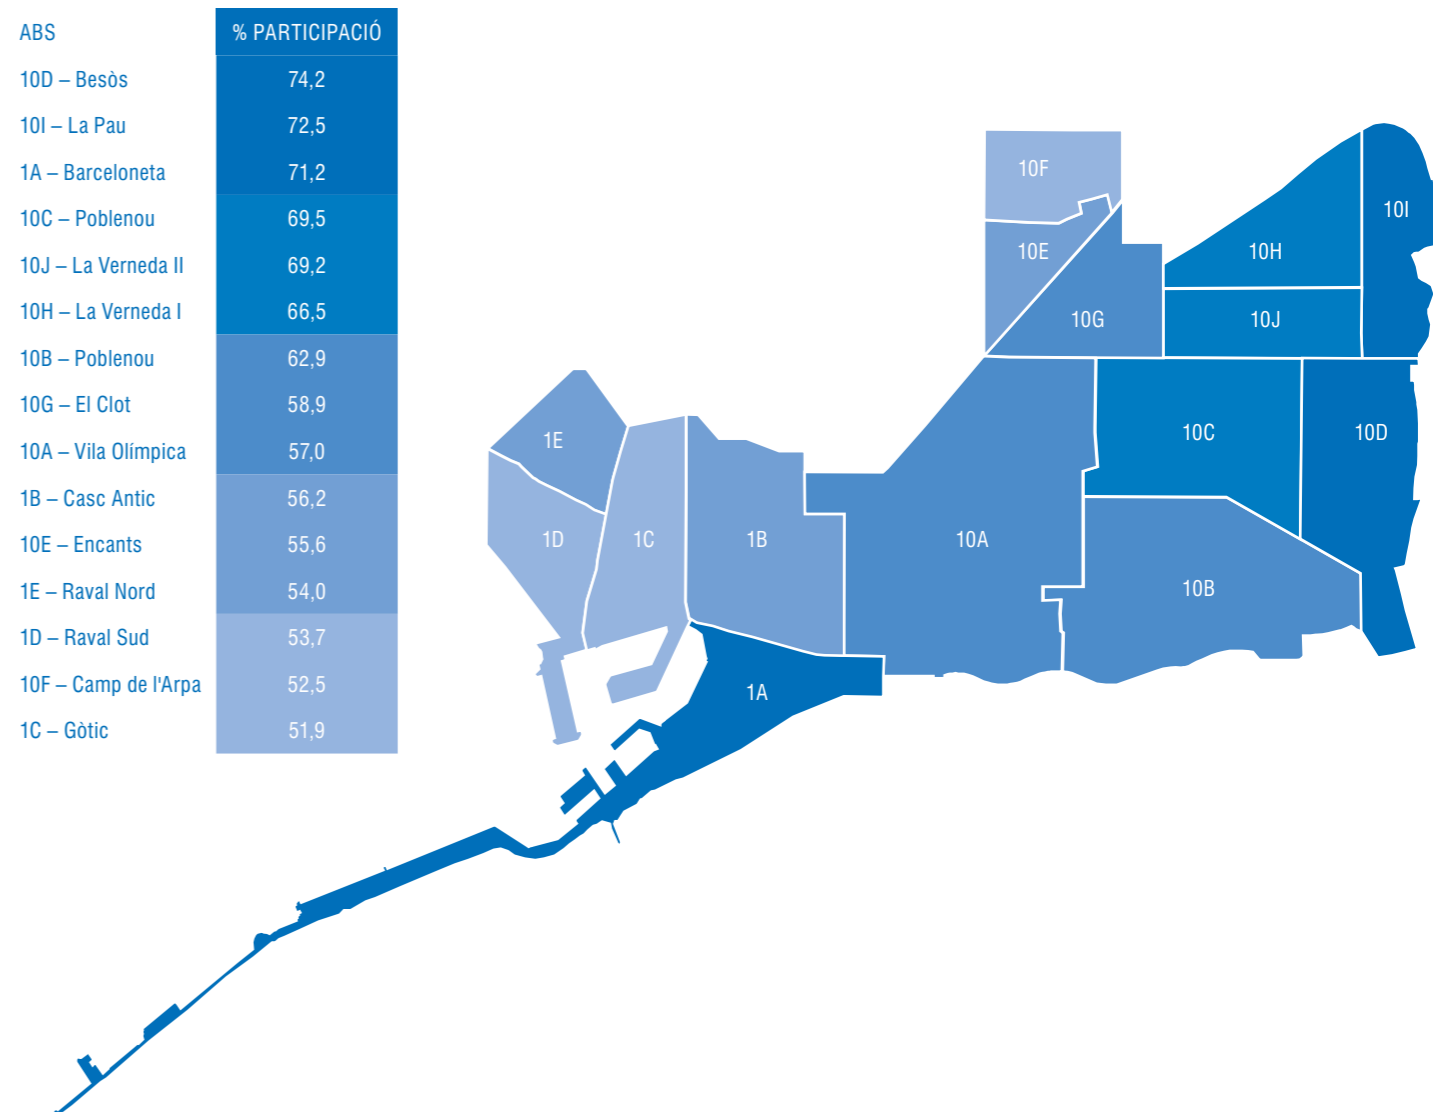 ABS % PARTICIPACIÓ
10D – Besòs 74,2
10I – La Pau 72,5
1A – Barceloneta 71,2
10C – Poblenou 69,5
10J – La Verneda II 69,2
10H – La Verneda I 66,5
10B – Poblenou 62,9
10G – El Clot 58,9
10A – Vila Olímpica 57,0
1B – Casc Antic 56,2
10E – Encants 55,6
1E – Raval Nord 54,0
1D – Raval Sud 53,7
10F – Camp de l'Arpa 52,5
1C – Gòtic 51,9
10F
10I
10E
10H
10G
10J
1E
10C
10D
1D
1C
1B
10A
10B
1A